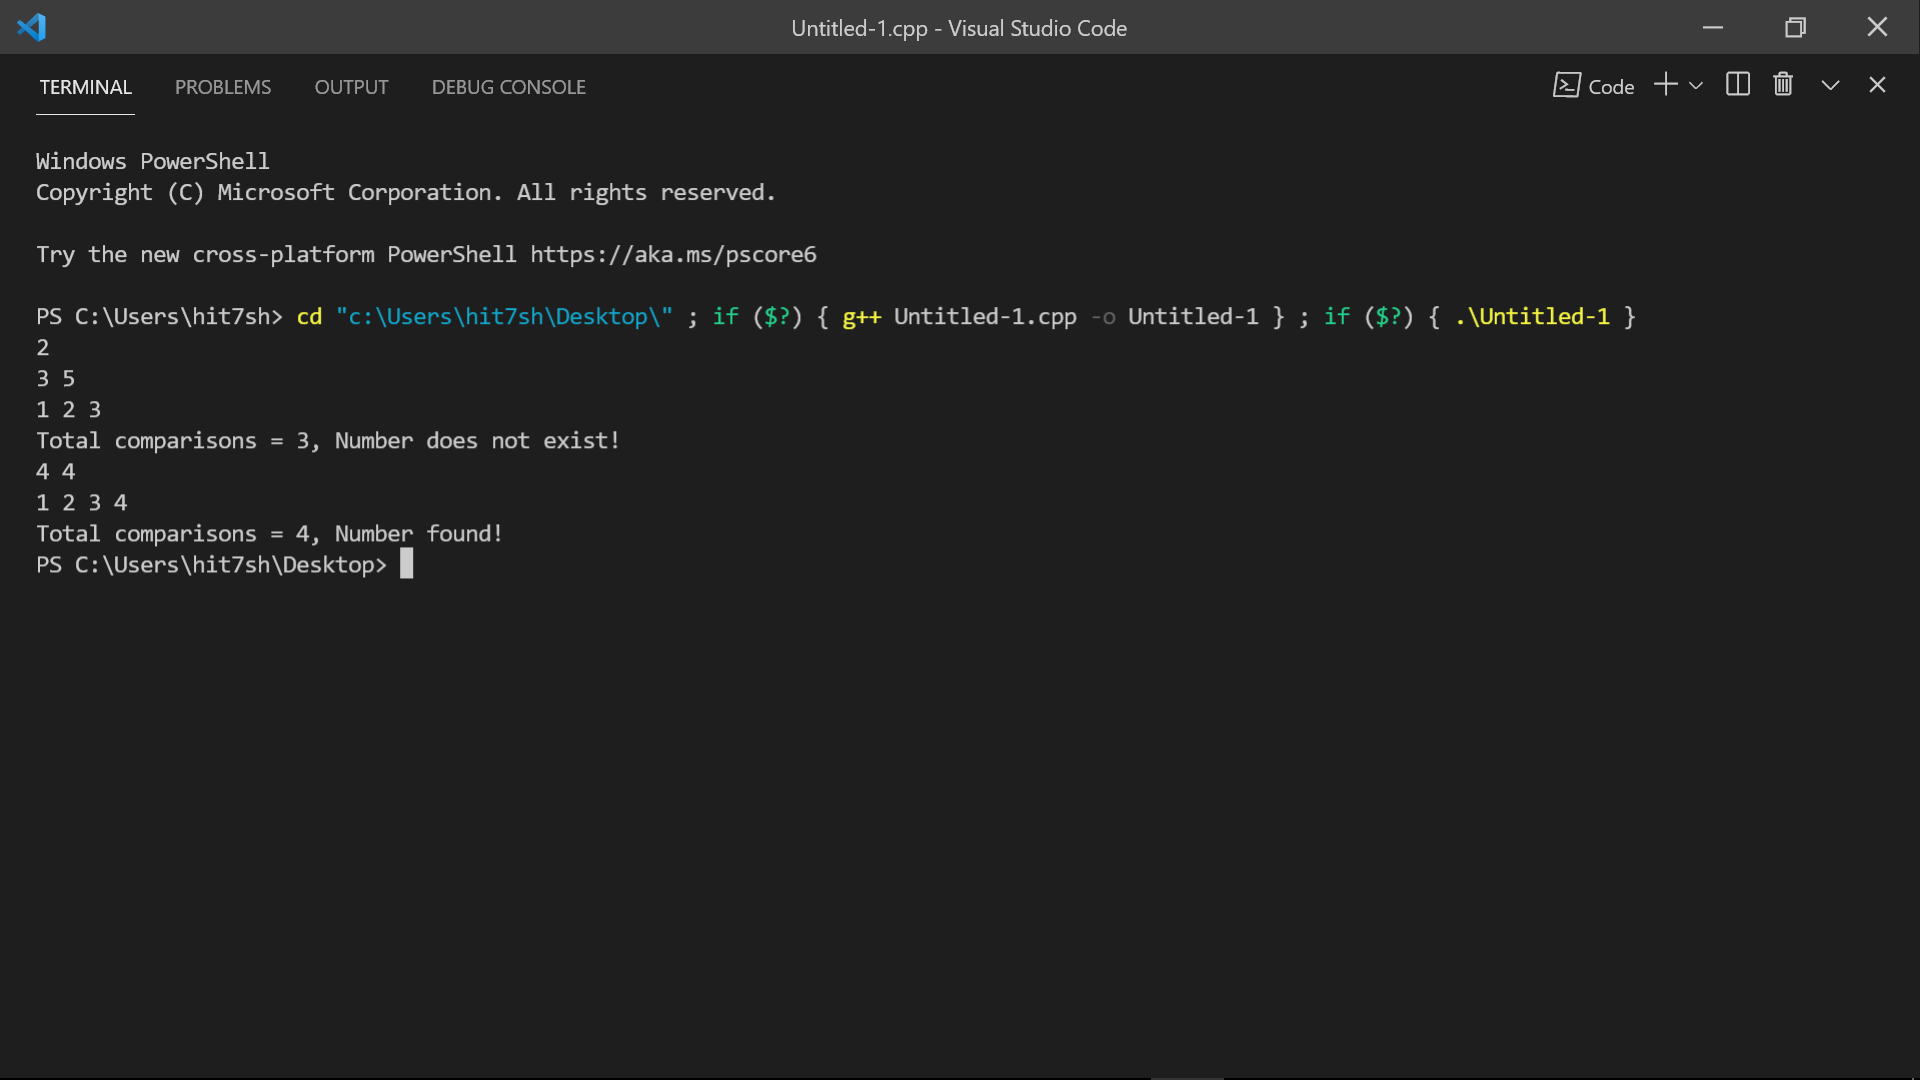 Untitled-1.cpp - Visual Studio Code
TERMINAL PROBLEMS OUTPUT DEBUG CONSOLE Code
Windows PowerShell
Copyright (C) Microsoft Corporation. All rights reserved.
Try the new cross-platform PowerShell https://aka.ms/pscore6
PS C:\Users\hit7sh> cd "c:\Users\hit7sh\Desktop\" ; if ($?) { g++ Untitled-1.cpp -o Untitled-1 } ; if ($?) { .\Untitled-1 }
2
3 5
1 2 3
Total comparisons = 3, Number does not exist!
4 4
1 2 3 4
Total comparisons = 4, Number found!
PS C:\Users\hit7sh\Desktop>